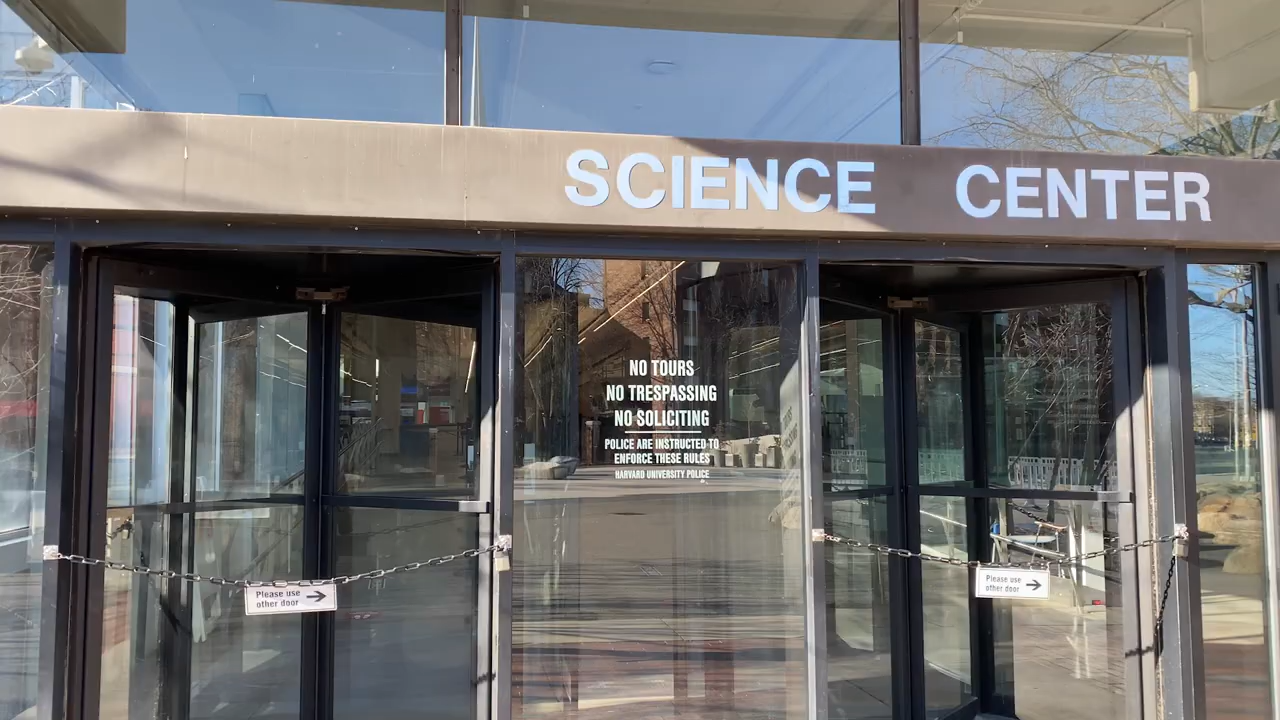 SCIENCE CENTER
NO TOURS
NO TRESPASSING
NO SOLICITING
POLICE ARE INSTRUCTED TO
ENFORCE THESE RULES
HARVARD UNIVERSITY POLICE
Please use
other door
Please use
other door